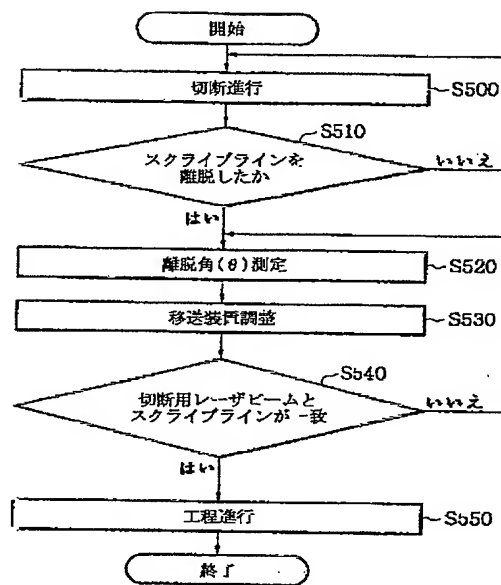 開始
切断進行
S500
S510
スクライブラインを
離脱したか
いいえ
はい
離脱角(θ)測定
S520
移送装置調整
S530
S540
切断用レーザビームと
スクライブラインが一致
いいえ
はい
工程進行
S550
終了